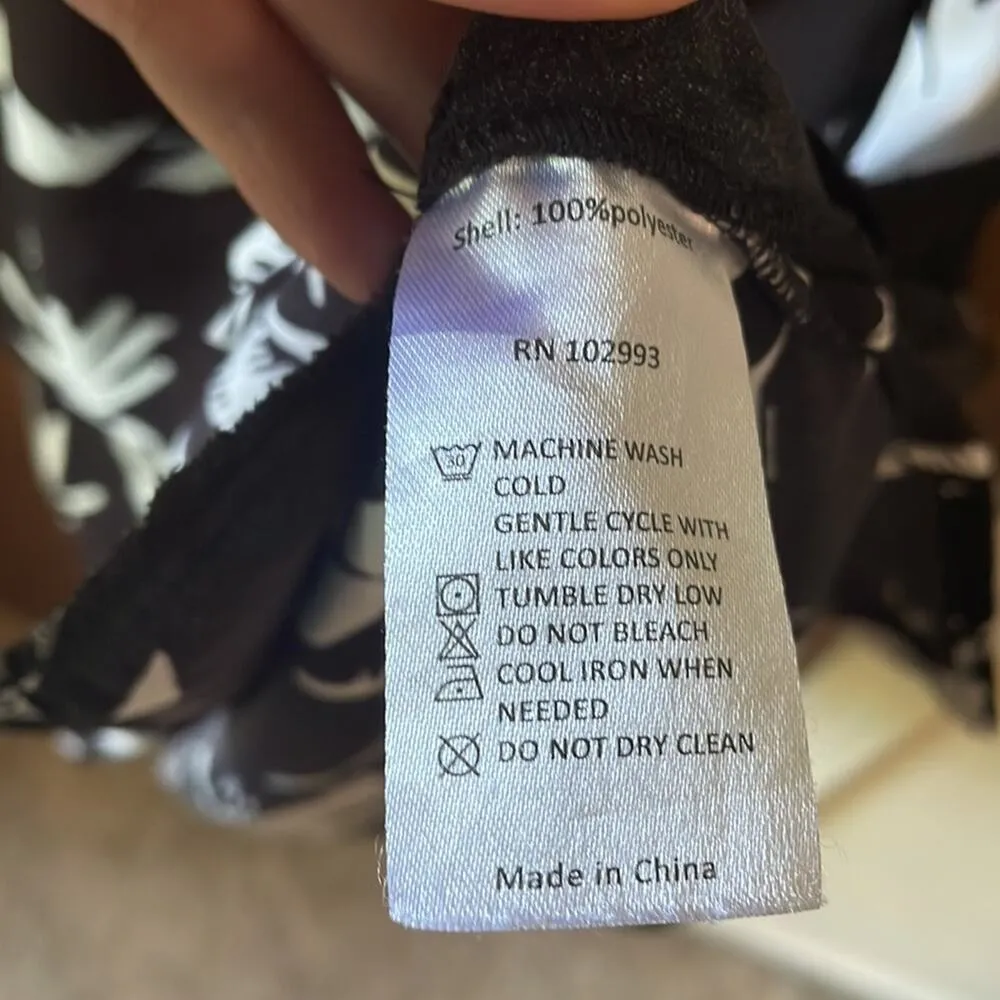 Shell: 100%polyester
RN 102993
30
MACHINE WASH
COLD
GENTLE CYCLE WITH
LIKE COLORS ONLY
TUMBLE DRY LOW
DO NOT BLEACH
COOL IRON WHEN
NEEDED
DO NOT DRY CLEAN
Made in China